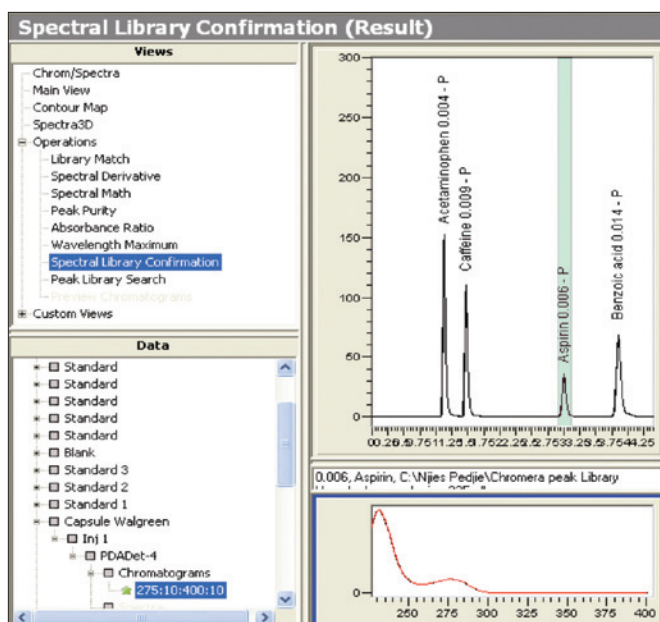 Spectral Library Confirmation (Result)
Views
Chrom/Spectra
Main View
Contour Map
Spectra3D
Operations
Library Match
Spectral Derivative
Spectral Math
Peak Purity
Absorbance Ratio
Wavelength Maximum
Spectral Library Confirmation
Peak Library Search
Preview Chromatograms
Custom Views
Data
Standard
Standard
Standard
Standard
Standard
Blank
Standard 3
Standard 2
Standard 1
Capsule Walgreen
Inj 1
PDADet-4
Chromatograms
275:10:400:10
Spectra
300
250
200
150
100
50
0
Acetaminophen 0.004 - P
Caffeine 0.009 - P
Aspirin 0.006 - P
Benzoic acid 0.014 - P
0.006, Aspirin, C:\Nijes Pedjie\Chromera peak Library
0
250 275 300 325 350 375 400